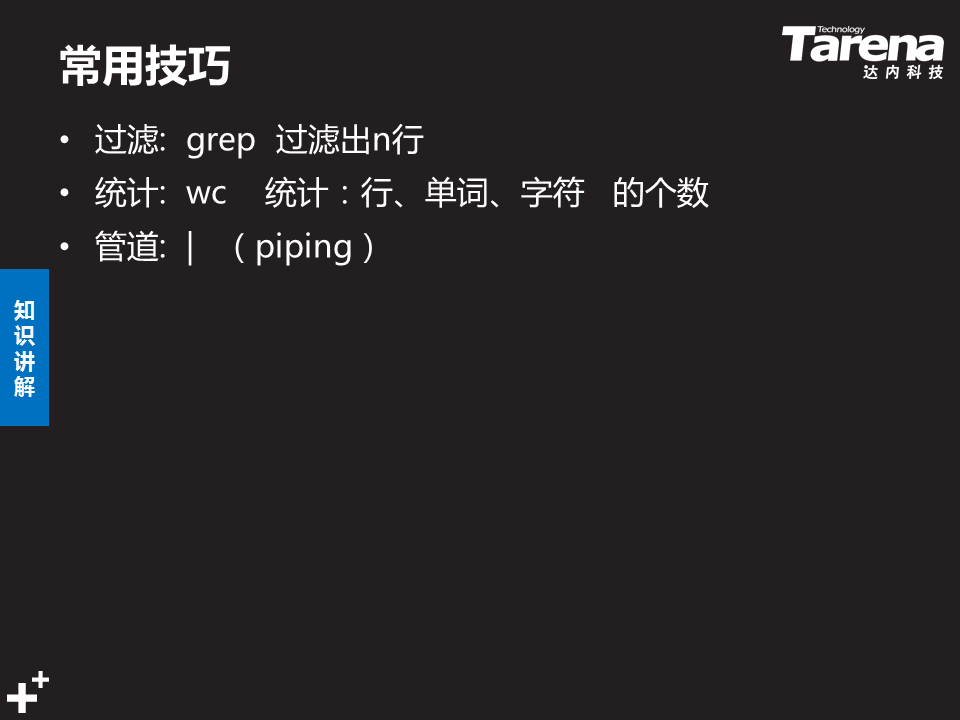 常用技巧
Technology
Tarena
达内科技
• 过滤: grep 过滤出n行
• 统计: wc 统计：行、单词、字符 的个数
• 管道: | （piping）
知识讲解